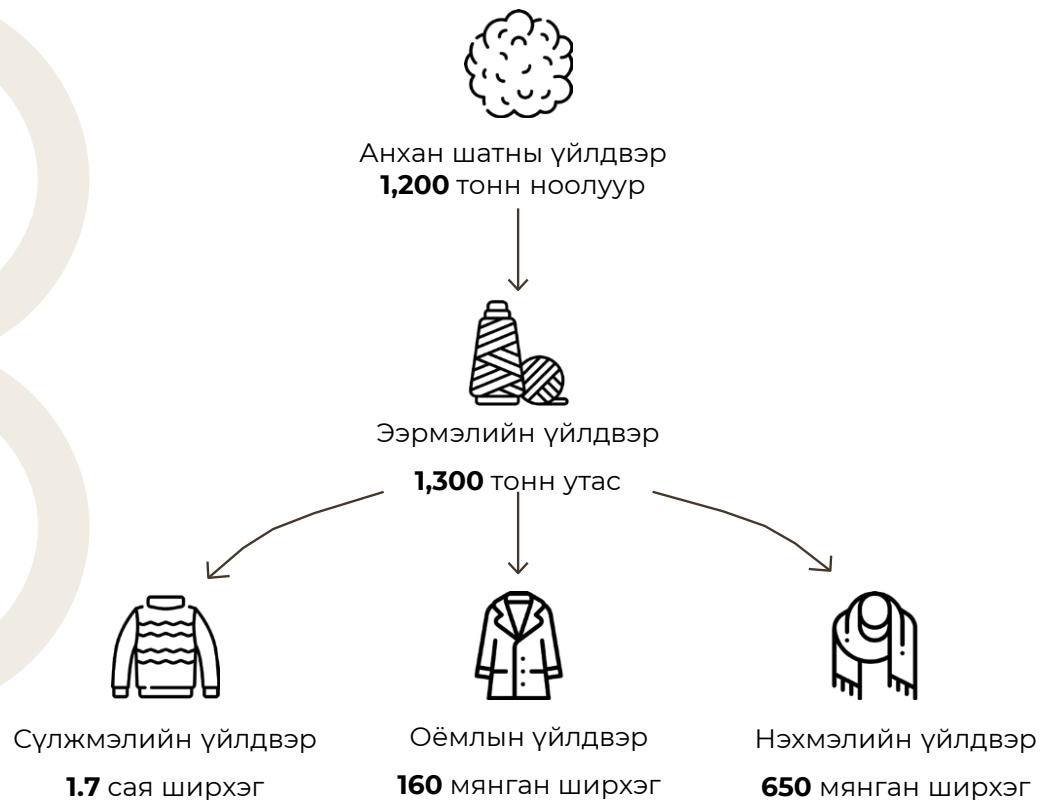 Анхан шатны үйлдвэр
1,200 тонн ноолуур
Ээрмэлийн үйлдвэр
1,300 тонн утас
Сүлжмэлийн үйлдвэр
1.7 сая ширхэг
Оёмлын үйлдвэр
160 мянган ширхэг
Нэхмэлийн үйлдвэр
650 мянган ширхэг